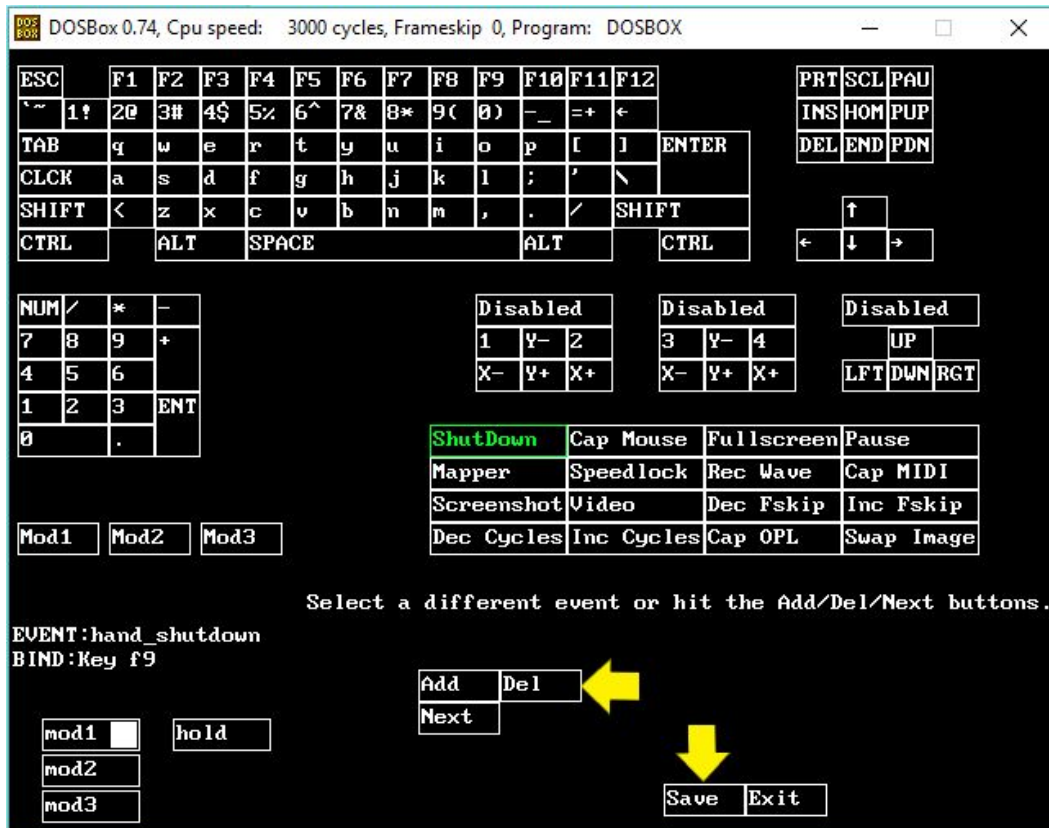 DOSBox 0.74, Cpu speed: 3000 cycles, Frameskip 0, Program: DOSBOX
ESC F1 F2 F3 F4 F5 F6 F7 F8 F9 F10 F11 F12 PRT SCL PAU
`~ 1! 2@ 3# 4$ 5% 6^ 7& 8* 9( 0) -_ =+ ← INS HOM PUP
TAB q w e r t y u i o p [ ] ENTER DEL END PDN
CLCK a s d f g h j k l ; ' \
SHIFT < z x c v b n m , . / SHIFT ↑
CTRL ALT SPACE ALT CTRL ← ↓ →
NUM / * - Disabled Disabled Disabled
7 8 9 + 1 Y- 2 3 Y- 4 UP
4 5 6 X- Y+ X+ X- Y+ X+ LFT DWN RGT
1 2 3 ENT
0 . ShutDown Cap Mouse Fullscreen Pause
Mapper Speedlock Rec Wave Cap MIDI
Screenshot Video Dec Fskip Inc Fskip
Mod1 Mod2 Mod3 Dec Cycles Inc Cycles Cap OPL Swap Image
Select a different event or hit the Add/Del/Next buttons.
EVENT:hand_shutdown
BIND:Key f9
Add Del
Next
mod1 hold
mod2
mod3
Save Exit